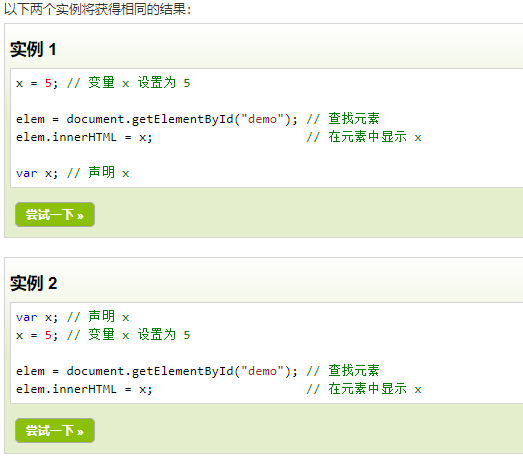 以下两个实例将获得相同的结果：
实例 1
x = 5; // 变量 x 设置为 5
elem = document.getElementById("demo"); // 查找元素
elem.innerHTML = x;                     // 在元素中显示 x
var x; // 声明 x
尝试一下 »
实例 2
var x; // 声明 x
x = 5; // 变量 x 设置为 5
elem = document.getElementById("demo"); // 查找元素
elem.innerHTML = x;                     // 在元素中显示 x
尝试一下 »